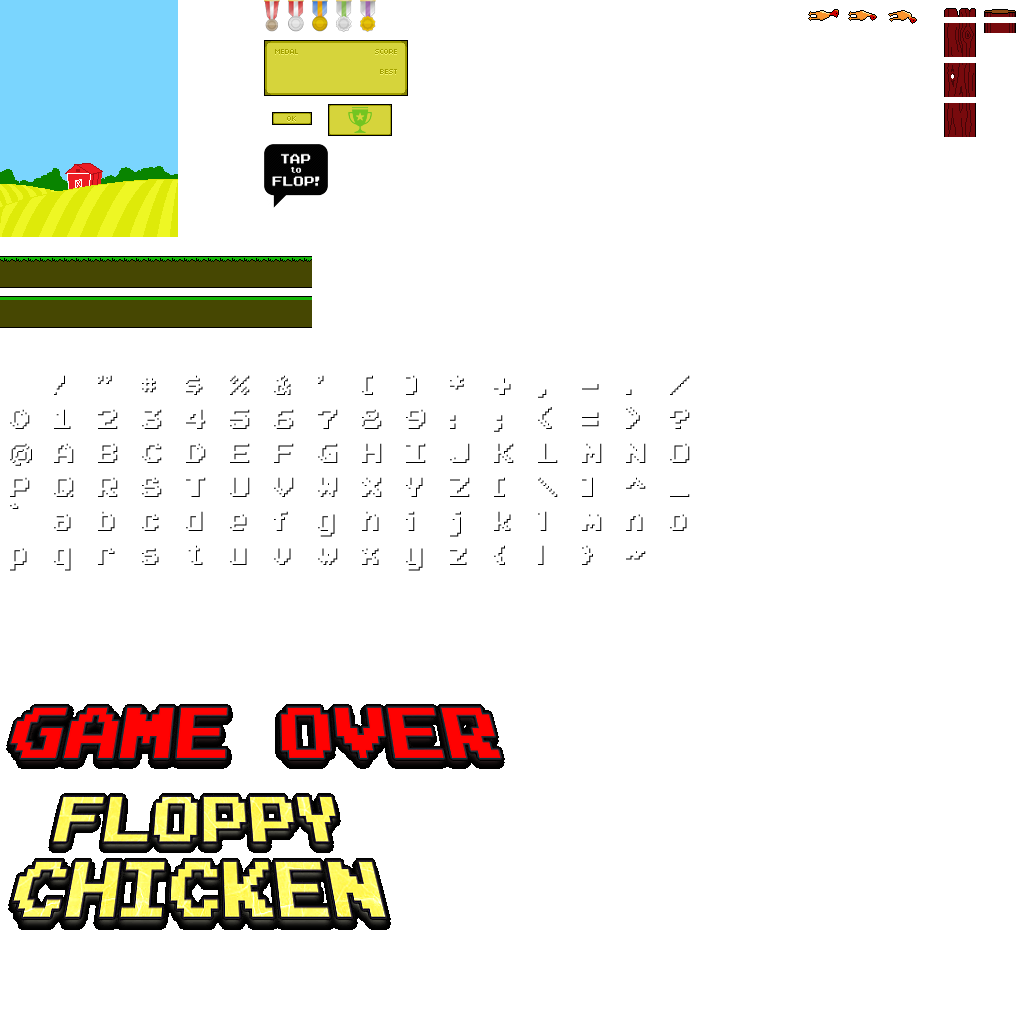 MEDAL SCORE
BEST
OK
TAP
to
FLOP!
! " # $ % & ' ( ) * + , - . /
0 1 2 3 4 5 6 7 8 9 : ; < = > ?
@ A B C D E F G H I J K L M N O
P Q R S T U V W X Y Z [ \ ] ^ _
` a b c d e f g h i j k l m n o
p q r s t u v w x y z { | } ~
GAME OVER
FLOPPY
CHICKEN